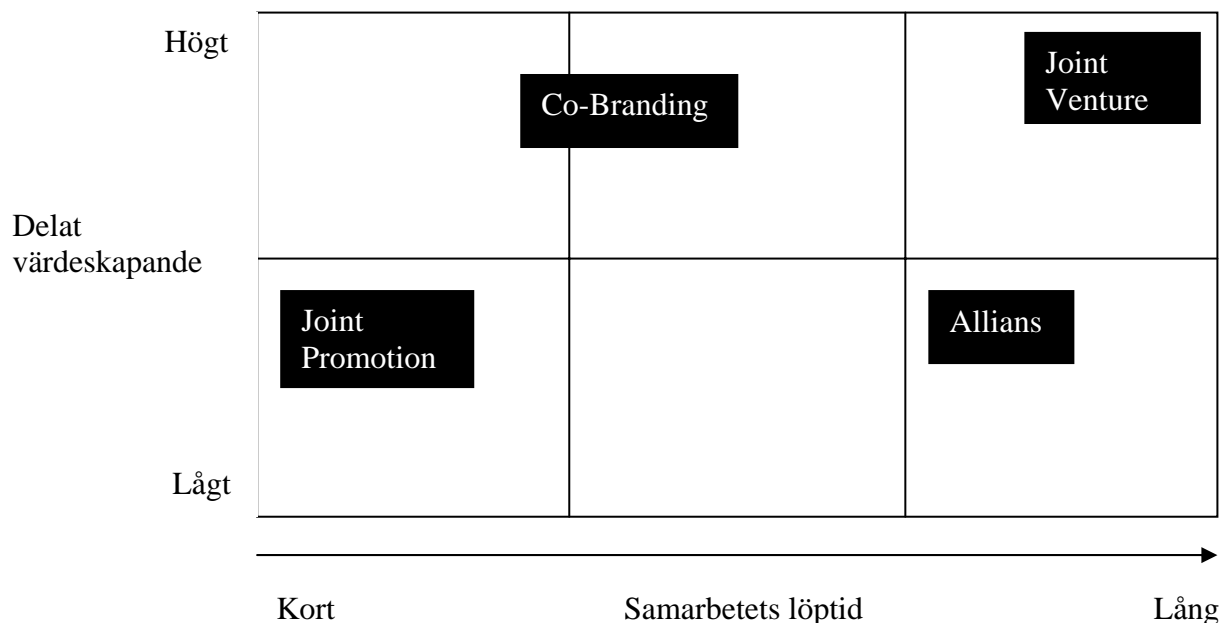 Högt
Joint
Venture
Co-Branding
Delat
värdeskapande
Joint
Promotion
Allians
Lågt
Kort Samarbetets löptid Lång